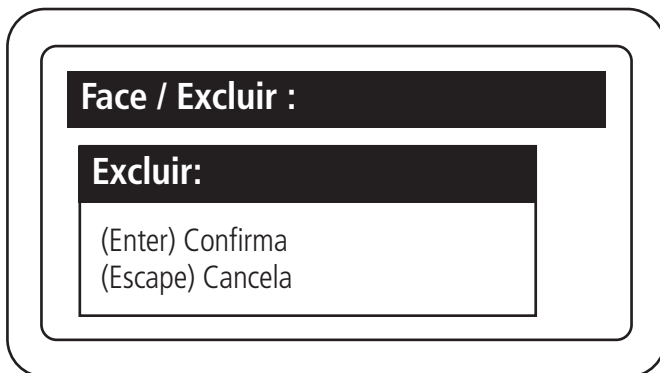 Face / Excluir :
Excluir:
(Enter) Confirma
(Escape) Cancela